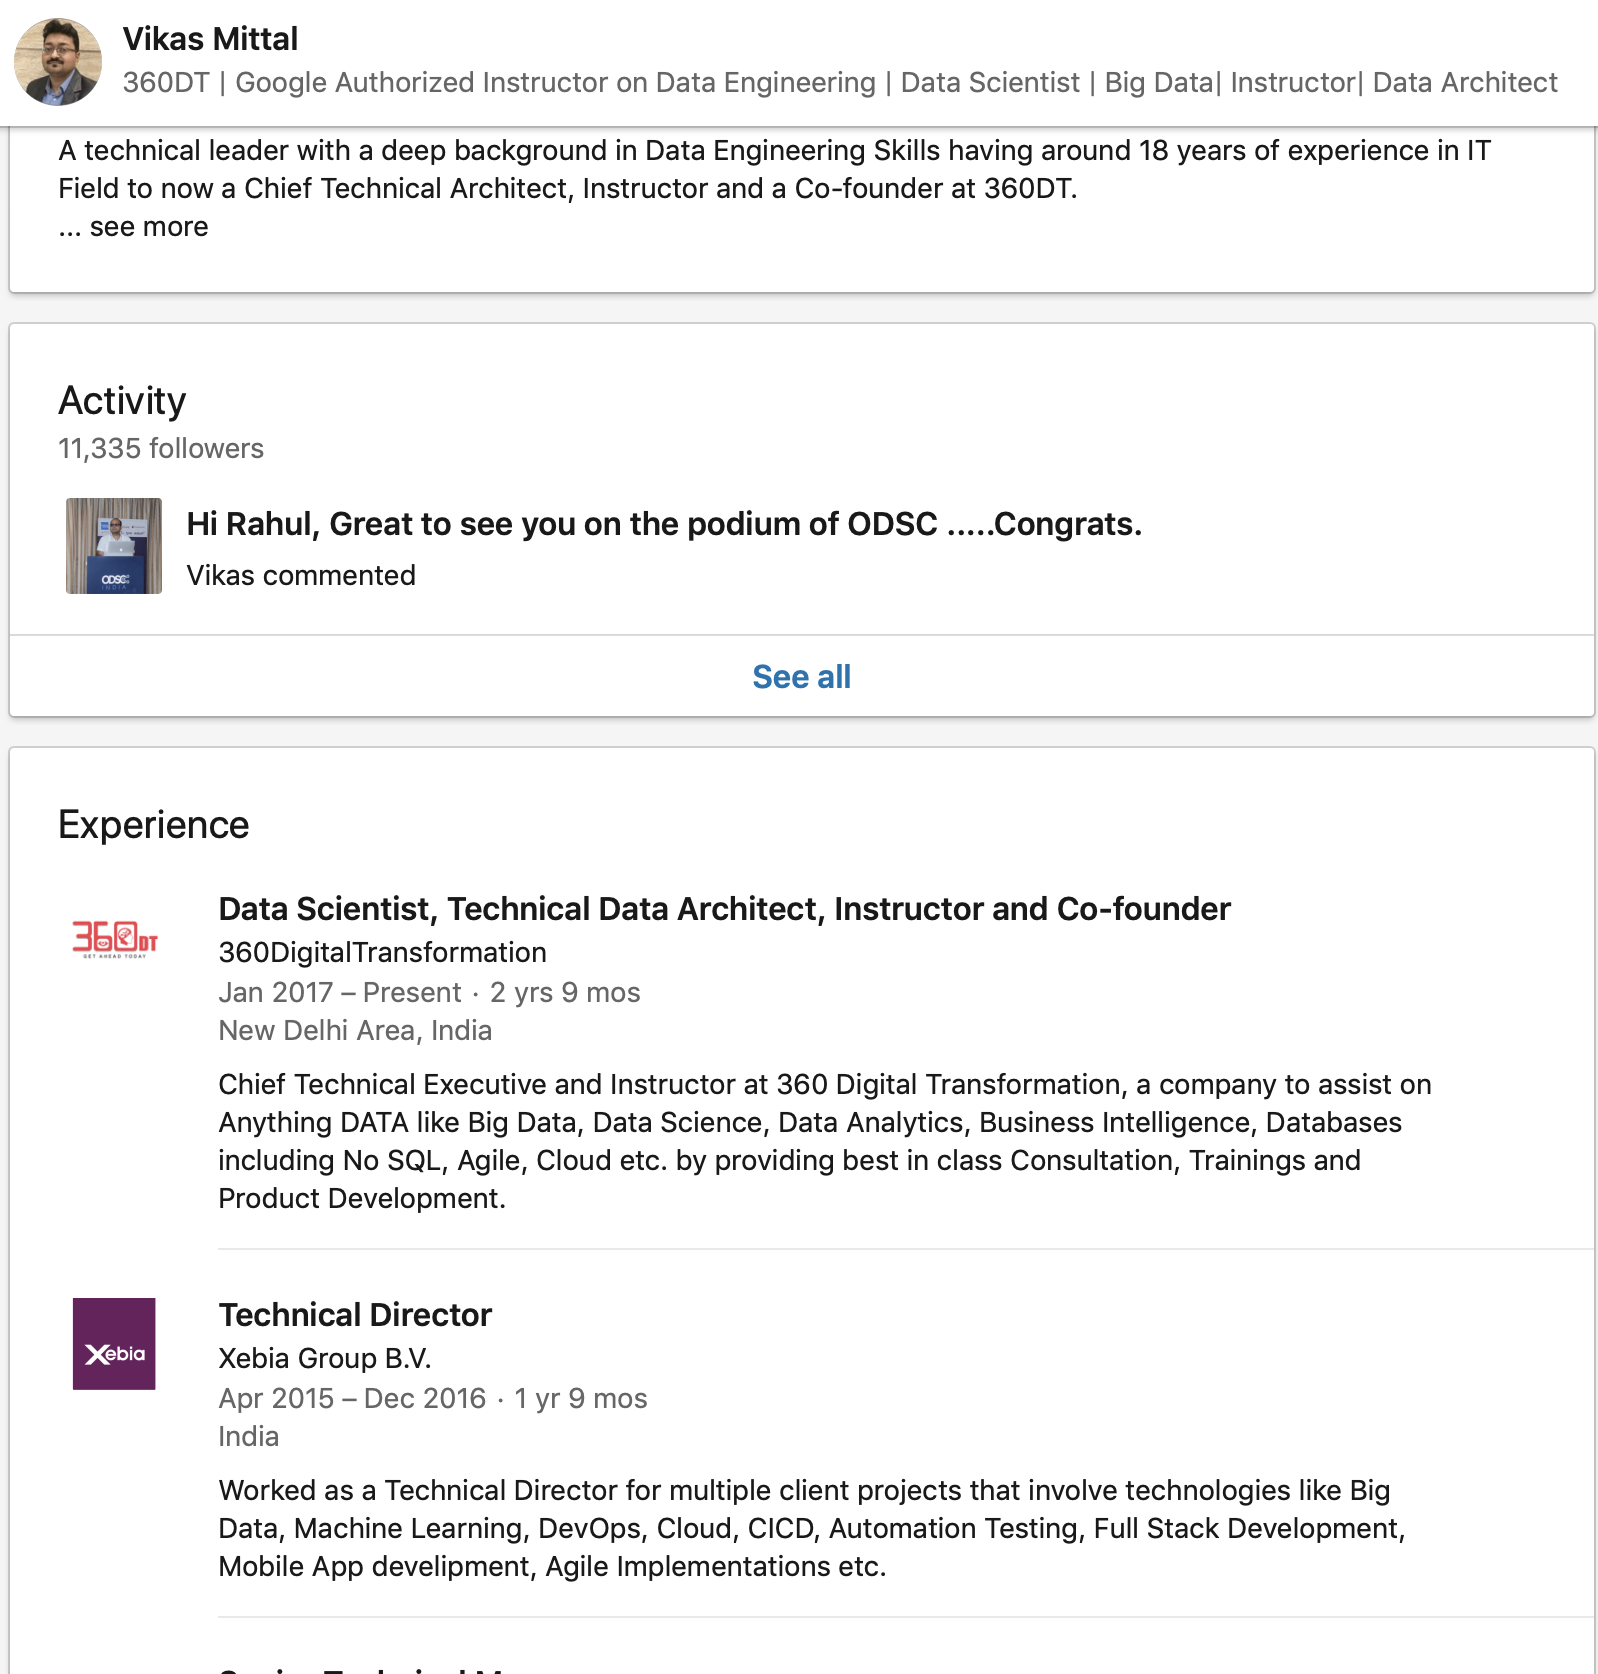 Vikas Mittal
360DT | Google Authorized Instructor on Data Engineering | Data Scientist | Big Data| Instructor| Data Architect
A technical leader with a deep background in Data Engineering Skills having around 18 years of experience in IT
Field to now a Chief Technical Architect, Instructor and a Co-founder at 360DT.
... see more
Activity
11,335 followers
Hi Rahul, Great to see you on the podium of ODSC .....Congrats.
ODSC
INDIA
Vikas commented
See all
Experience
Data Scientist, Technical Data Architect, Instructor and Co-founder
360DT
GET AHEAD TODAY
360DigitalTransformation
Jan 2017 – Present · 2 yrs 9 mos
New Delhi Area, India
Chief Technical Executive and Instructor at 360 Digital Transformation, a company to assist on
Anything DATA like Big Data, Data Science, Data Analytics, Business Intelligence, Databases
including No SQL, Agile, Cloud etc. by providing best in class Consultation, Trainings and
Product Development.
Technical Director
Xebia
Xebia Group B.V.
Apr 2015 – Dec 2016 · 1 yr 9 mos
India
Worked as a Technical Director for multiple client projects that involve technologies like Big
Data, Machine Learning, DevOps, Cloud, CICD, Automation Testing, Full Stack Development,
Mobile App develipment, Agile Implementations etc.